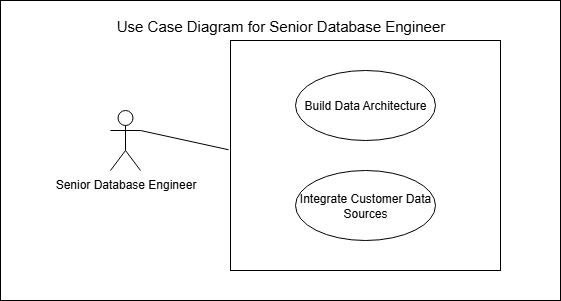 Use Case Diagram for Senior Database Engineer
Build Data Architecture
Senior Database Engineer
Integrate Customer Data
Sources